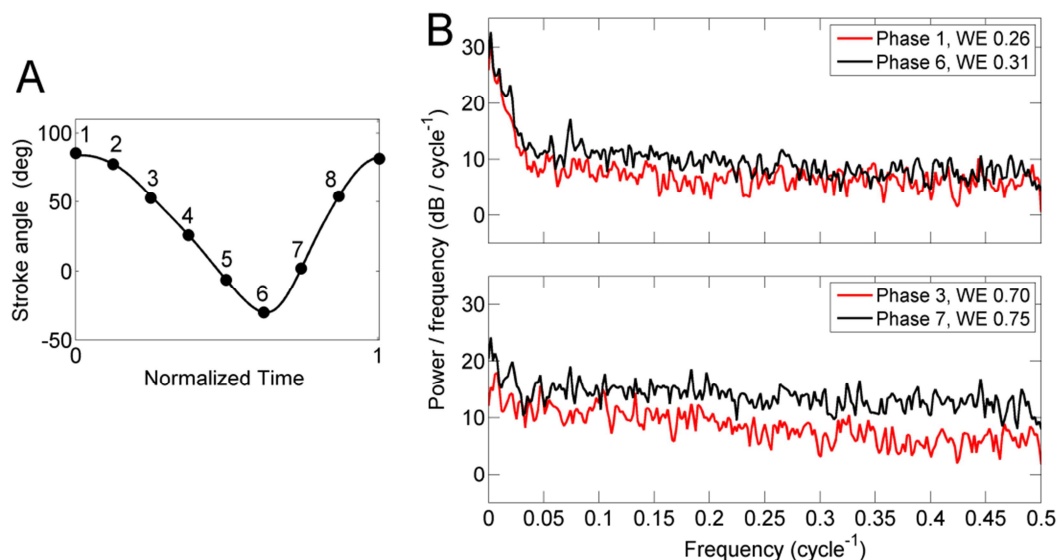 A
Stroke angle (deg)
100
50
0
-50
1
2
3
4
5
6
7
8
0
1
Normalized Time
B
Power / frequency (dB / cycle⁻¹)
30
20
10
0
Phase 1, WE 0.26
Phase 6, WE 0.31
30
20
10
0
Phase 3, WE 0.70
Phase 7, WE 0.75
0 0.05 0.1 0.15 0.2 0.25 0.3 0.35 0.4 0.45 0.5
Frequency (cycle⁻¹)